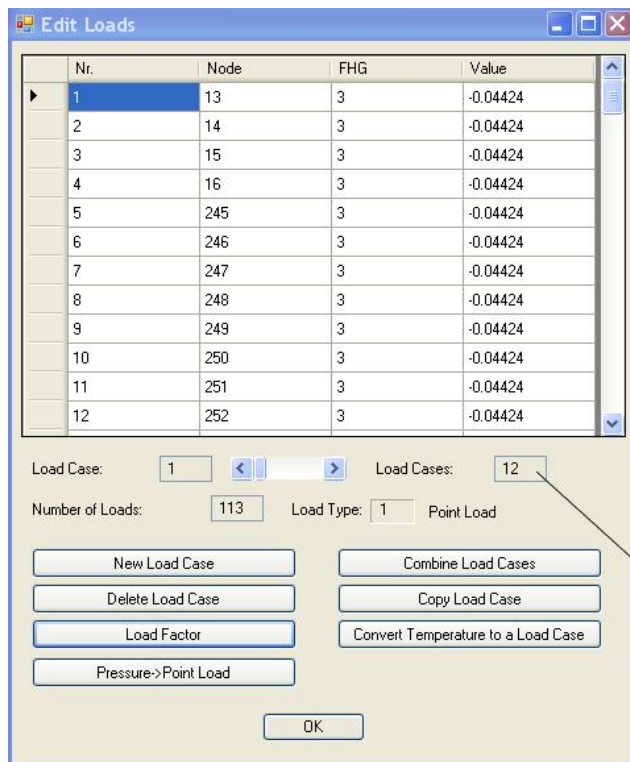 Edit Loads
Nr. Node FHG Value
1 13 3 -0.04424
2 14 3 -0.04424
3 15 3 -0.04424
4 16 3 -0.04424
5 245 3 -0.04424
6 246 3 -0.04424
7 247 3 -0.04424
8 248 3 -0.04424
9 249 3 -0.04424
10 250 3 -0.04424
11 251 3 -0.04424
12 252 3 -0.04424
Load Case: 1 Load Cases: 12
Number of Loads: 113 Load Type: 1 Point Load
New Load Case Combine Load Cases
Delete Load Case Copy Load Case
Load Factor Convert Temperature to a Load Case
Pressure->Point Load
OK